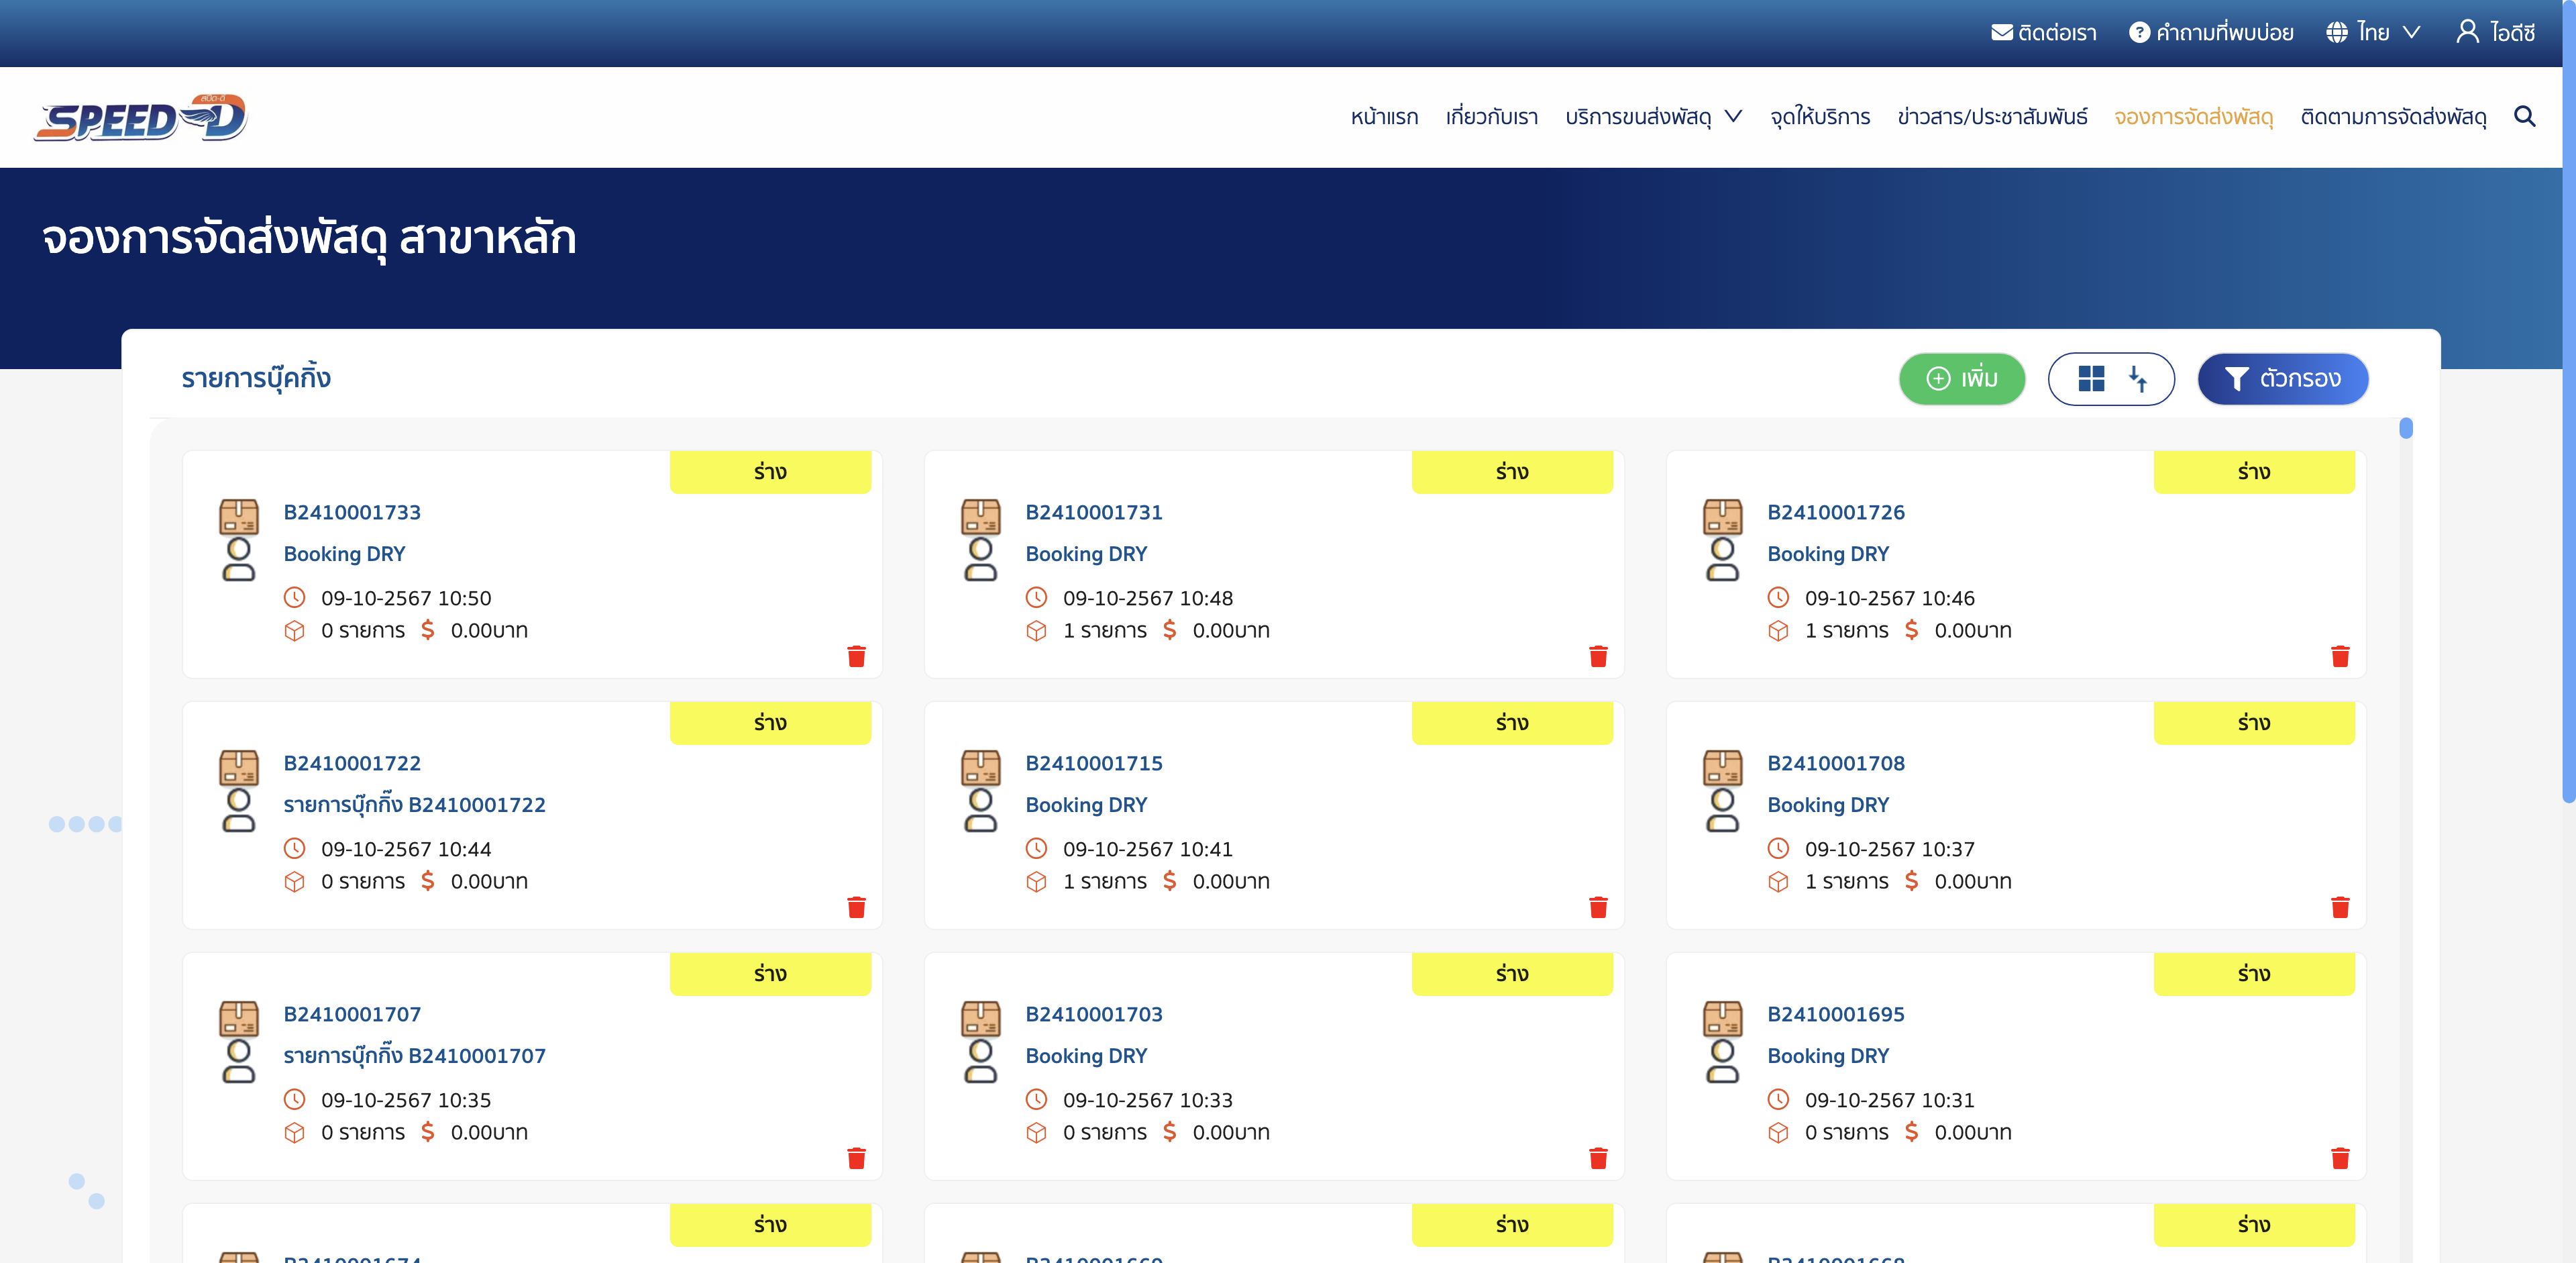 ติดต่อเรา คำถามที่พบบ่อย ไทย ไอดีซี
สปีด-ดี
SPEED-D
หน้าแรก เกี่ยวกับเรา บริการขนส่งพัสดุ จุดให้บริการ ข่าวสาร/ประชาสัมพันธ์ จองการจัดส่งพัสดุ ติดตามการจัดส่งพัสดุ
จองการจัดส่งพัสดุ สาขาหลัก
รายการบุ๊คกิ้ง เพิ่ม ตัวกรอง
ร่าง
B2410001733
Booking DRY
09-10-2567 10:50
0 รายการ $ 0.00บาท
ร่าง
B2410001731
Booking DRY
09-10-2567 10:48
1 รายการ $ 0.00บาท
ร่าง
B2410001726
Booking DRY
09-10-2567 10:46
1 รายการ $ 0.00บาท
ร่าง
B2410001722
รายการบุ๊กกิ๊ง B2410001722
09-10-2567 10:44
0 รายการ $ 0.00บาท
ร่าง
B2410001715
Booking DRY
09-10-2567 10:41
1 รายการ $ 0.00บาท
ร่าง
B2410001708
Booking DRY
09-10-2567 10:37
1 รายการ $ 0.00บาท
ร่าง
B2410001707
รายการบุ๊กกิ๊ง B2410001707
09-10-2567 10:35
0 รายการ $ 0.00บาท
ร่าง
B2410001703
Booking DRY
09-10-2567 10:33
0 รายการ $ 0.00บาท
ร่าง
B2410001695
Booking DRY
09-10-2567 10:31
0 รายการ $ 0.00บาท
ร่าง
ร่าง
ร่าง